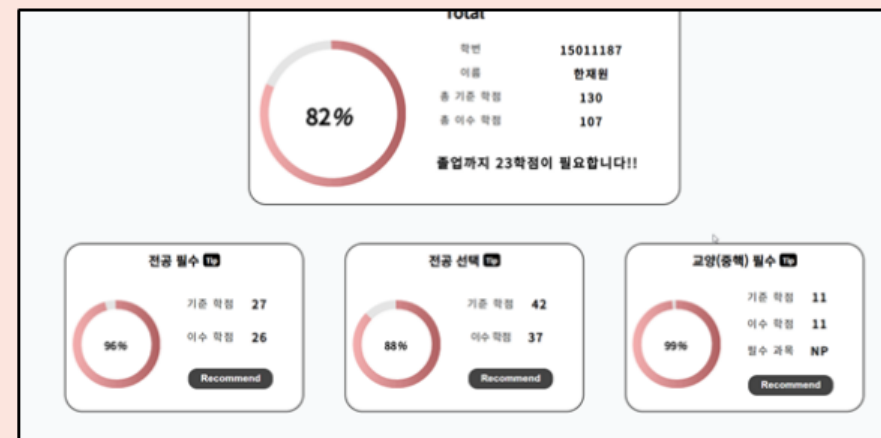 Total
학번 15011187
이름 한재원
총 기준 학점 130
총 이수 학점 107
82%
졸업까지 23학점이 필요합니다!!
전공 필수 Tip
기준 학점 27
이수 학점 26
96%
Recommend
전공 선택 Tip
기준 학점 42
이수 학점 37
88%
Recommend
교양(중핵) 필수 Tip
기준 학점 11
이수 학점 11
필수 과목 NP
99%
Recommend